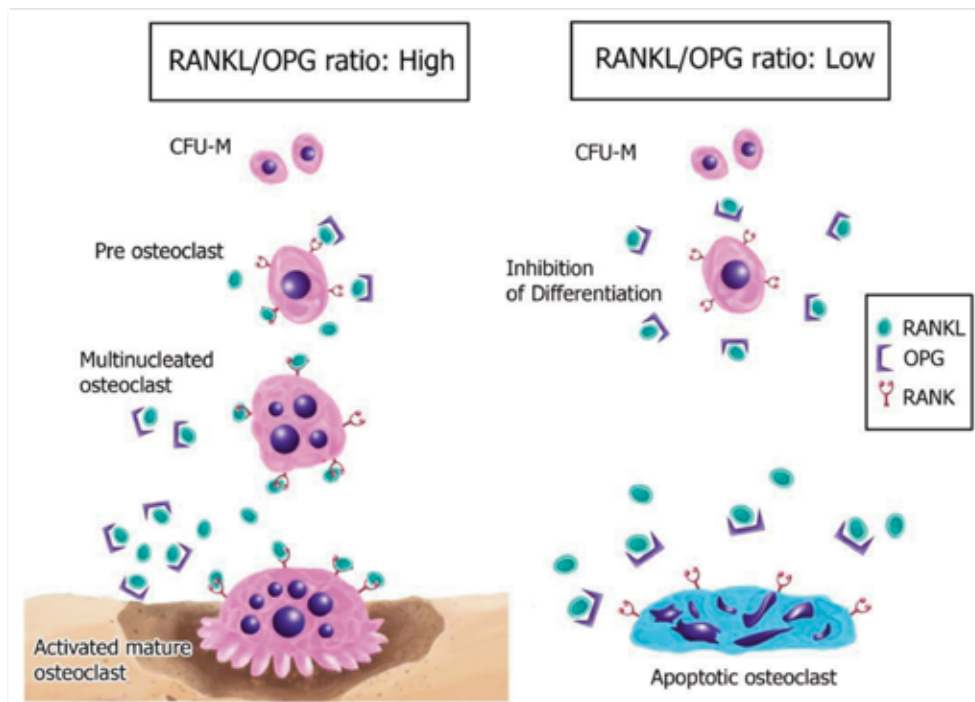 RANKL/OPG ratio: High
CFU-M
Pre osteoclast
Multinucleated
osteoclast
Activated mature
osteoclast
RANKL/OPG ratio: Low
CFU-M
Inhibition
of Differentiation
RANKL
OPG
RANK
Apoptotic osteoclast